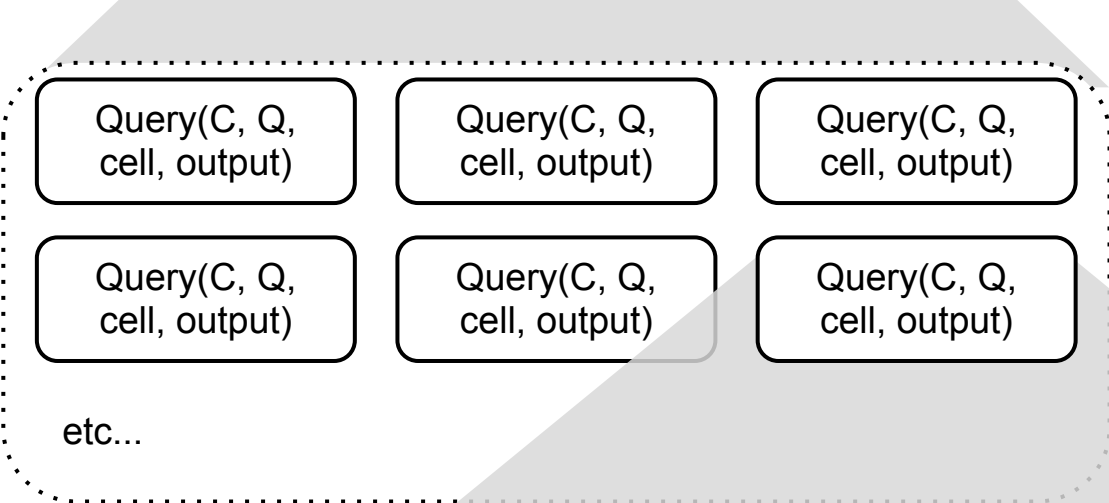 Query(C, Q,
cell, output)
Query(C, Q,
cell, output)
Query(C, Q,
cell, output)
Query(C, Q,
cell, output)
Query(C, Q,
cell, output)
Query(C, Q,
cell, output)
etc...